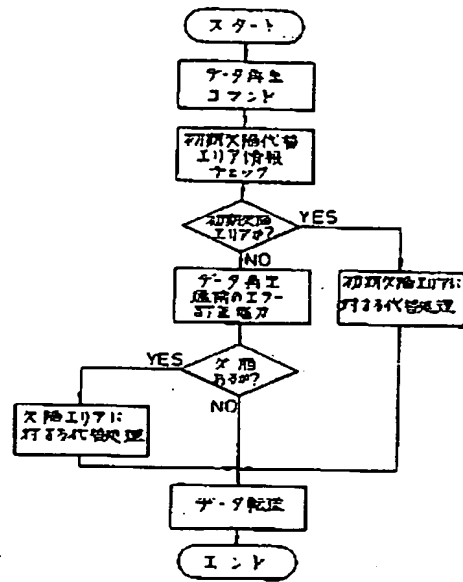 スタート
データ再生
コマンド
初期欠陥代替
エリア情報
チェック
初期欠陥
エリアか?
YES
NO
データ再生
通常のエラー
訂正能力
初期欠陥エリアに
対する代替処理
欠陥
あるか?
YES
NO
欠陥エリアに
対する代替処理
データ転送
エンド